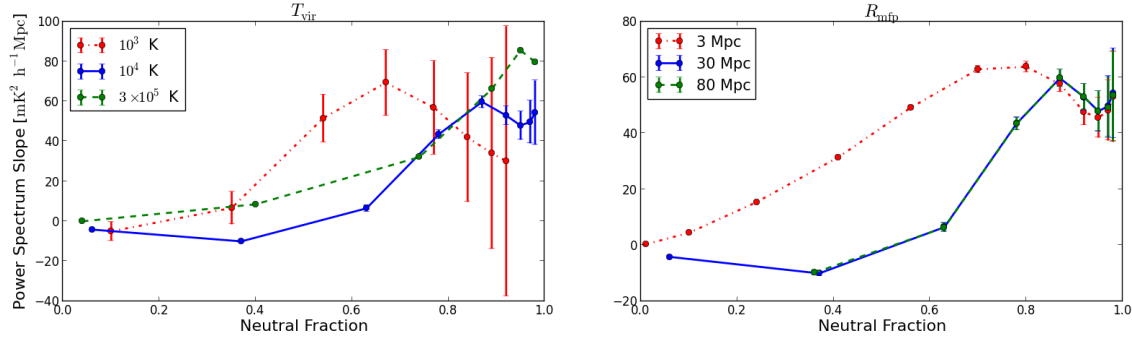 T_vir
Power Spectrum Slope [mK² h⁻¹ Mpc]
100
80
60
40
20
0
−20
−40
10³ K
10⁴ K
3×10⁵ K
0.0 0.2 0.4 0.6 0.8 1.0
Neutral Fraction
R_mfp
80
60
40
20
0
−20
3 Mpc
30 Mpc
80 Mpc
0.0 0.2 0.4 0.6 0.8 1.0
Neutral Fraction